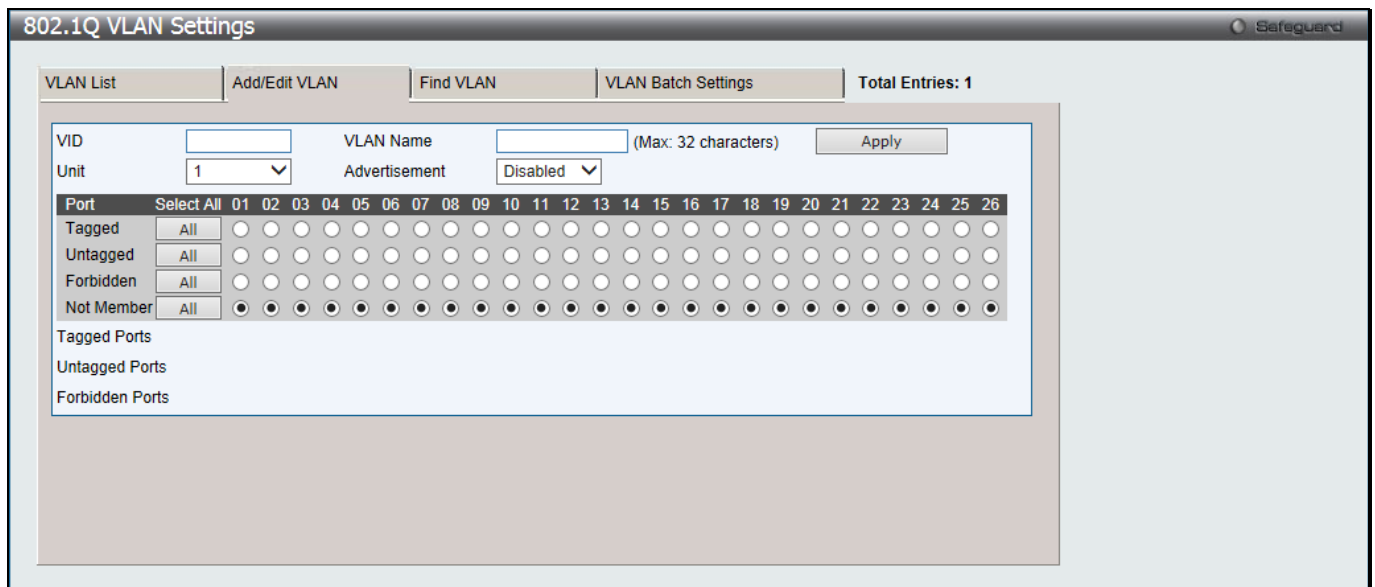 802.1Q VLAN Settings Safeguard
VLAN List Add/Edit VLAN Find VLAN VLAN Batch Settings Total Entries: 1
VID VLAN Name (Max: 32 characters) Apply
Unit 1 Advertisement Disabled
Port Select All 01 02 03 04 05 06 07 08 09 10 11 12 13 14 15 16 17 18 19 20 21 22 23 24 25 26
Tagged All
Untagged All
Forbidden All
Not Member All
Tagged Ports
Untagged Ports
Forbidden Ports